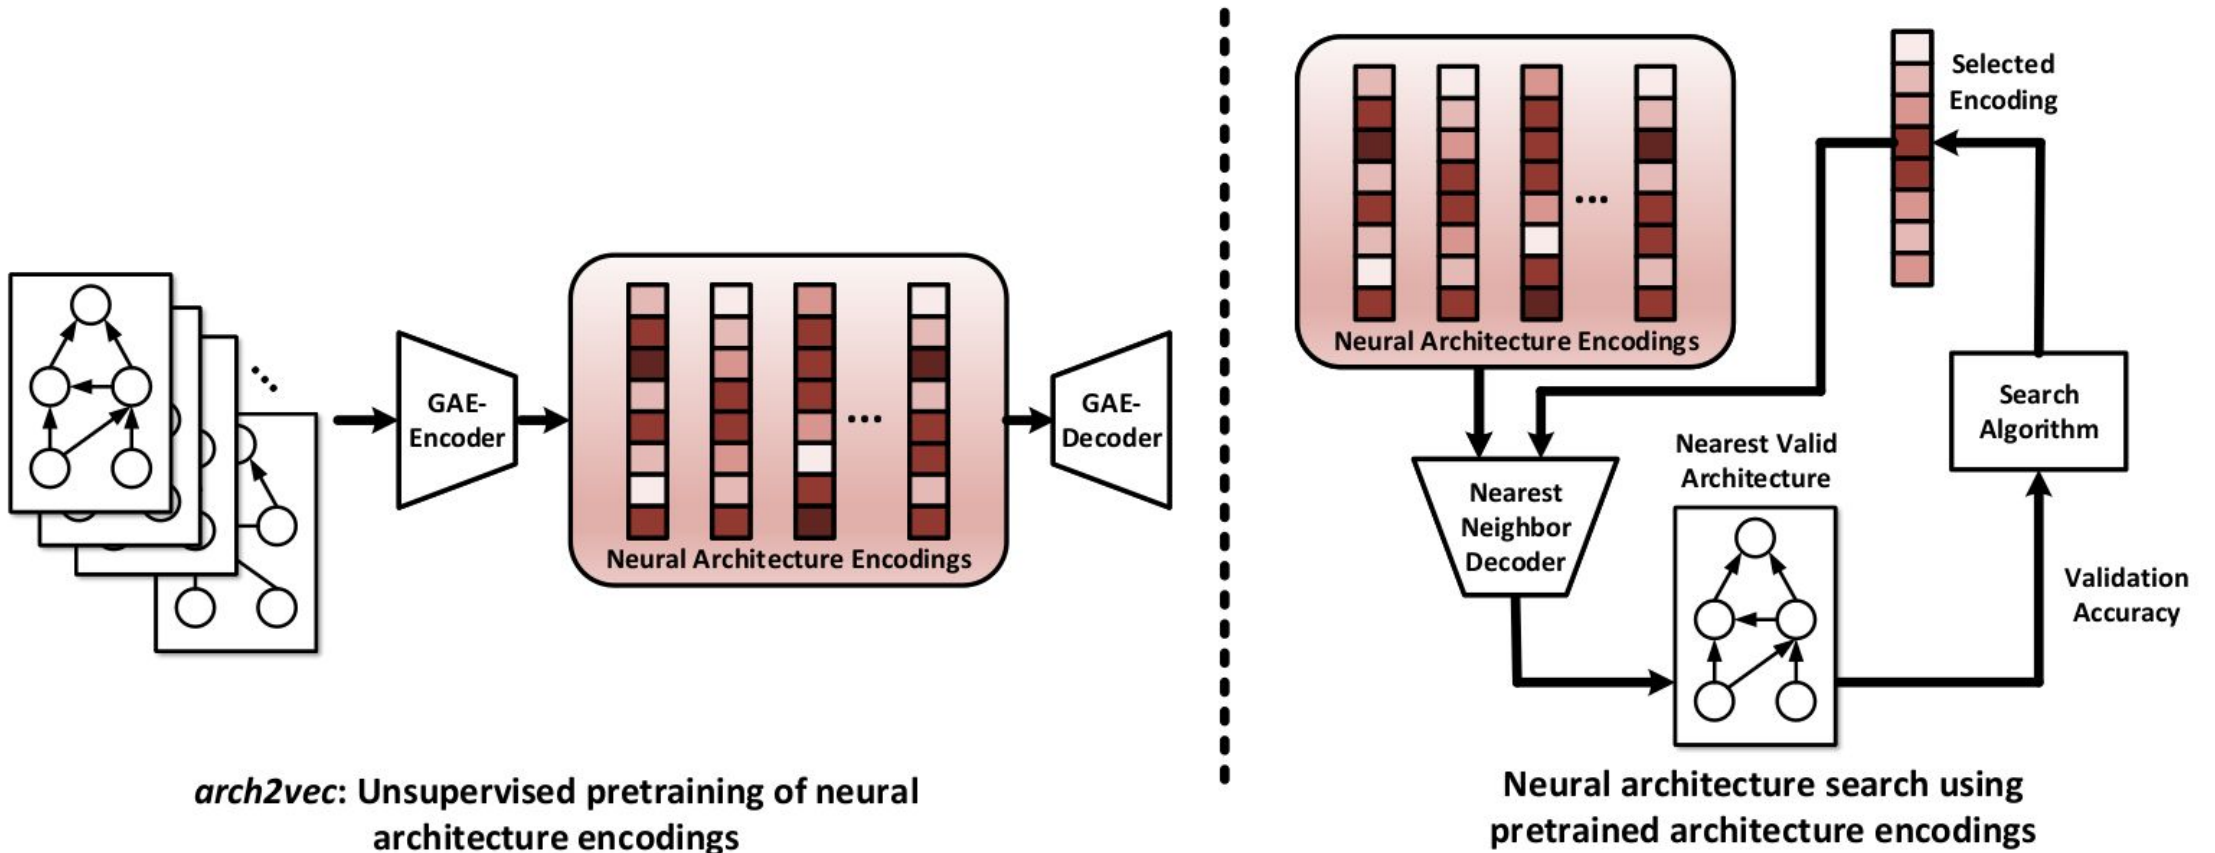 GAE-
Encoder
Neural Architecture Encodings
GAE-
Decoder
arch2vec: Unsupervised pretraining of neural
architecture encodings
Neural Architecture Encodings
Selected
Encoding
Search
Algorithm
Nearest
Neighbor
Decoder
Nearest Valid
Architecture
Validation
Accuracy
Neural architecture search using
pretrained architecture encodings